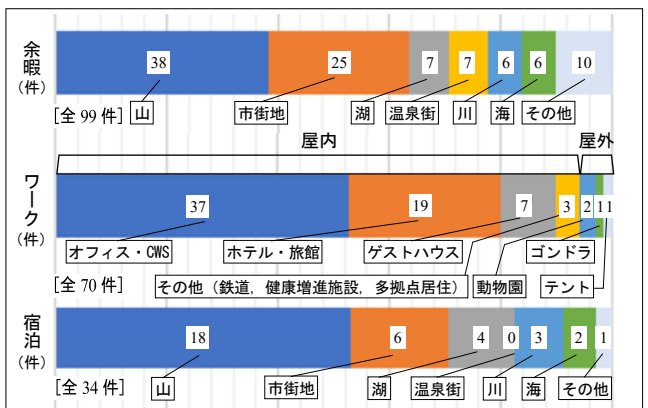 余暇
(件)
38 25 7 7 6 6 10
[全 99 件] 山 市街地 湖 温泉街 川 海 その他
屋内 屋外
ワーク
(件)
37 19 7 3 2 1 1
オフィス・CWS ホテル・旅館 ゲストハウス ゴンドラ
[全 70 件] その他（鉄道，健康増進施設，多拠点居住） 動物園 テント
宿泊
(件)
18 6 4 0 3 2 1
[全 34 件] 山 市街地 湖 温泉街 川 海 その他